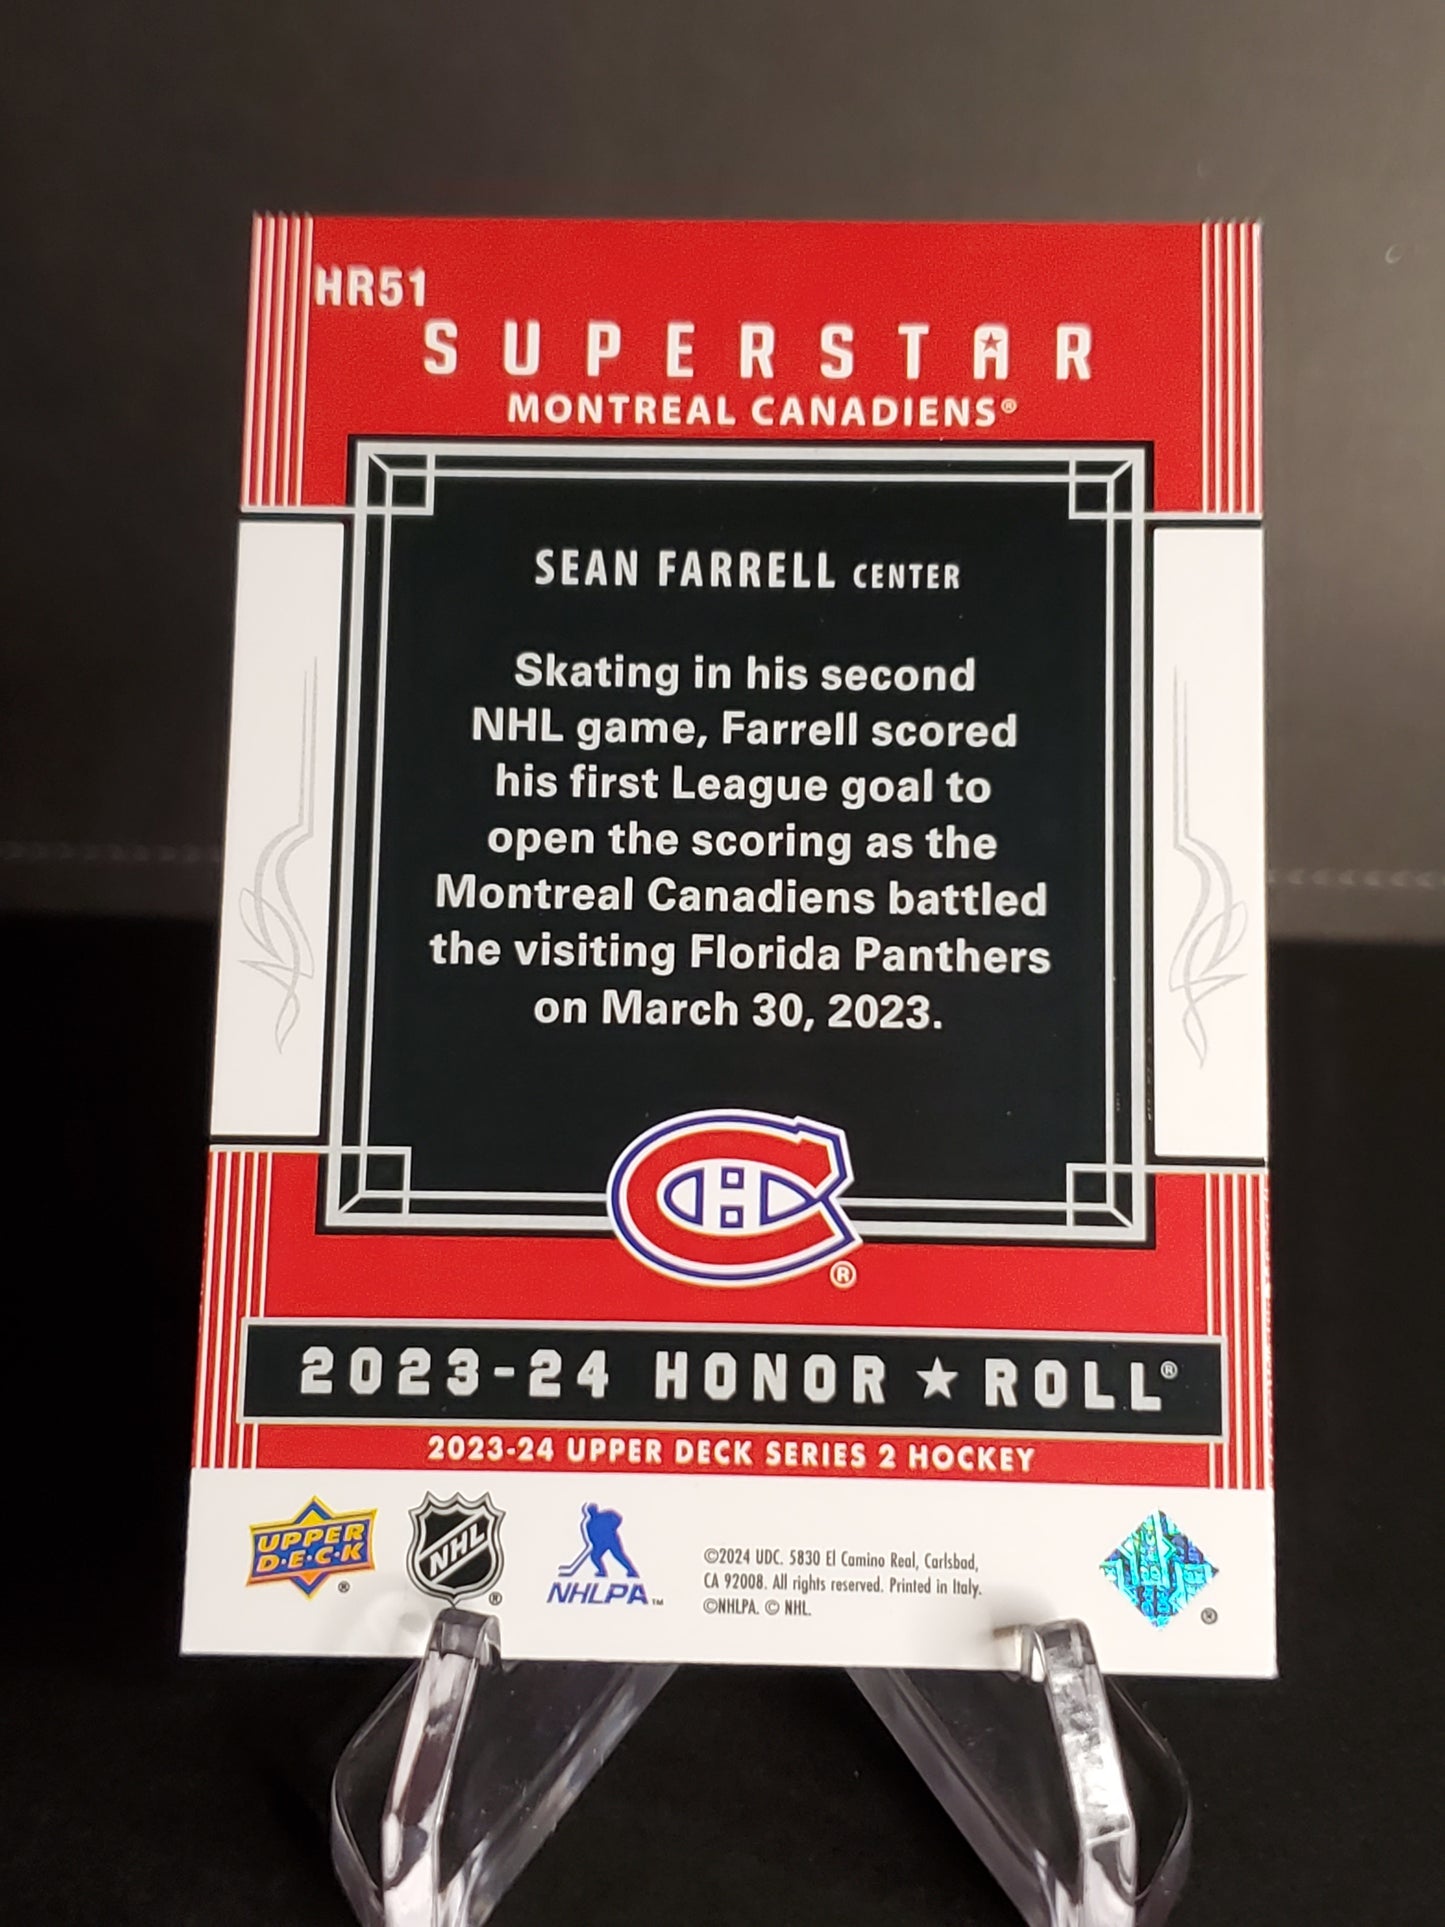 HR51
SUPERSTAR
MONTREAL CANADIENS®
SEAN FARRELL CENTER
Skating in his second
NHL game, Farrell scored
his first League goal to
open the scoring as the
Montreal Canadiens battled
the visiting Florida Panthers
on March 30, 2023.
®
2023-24 HONOR ★ ROLL®
2023-24 UPPER DECK SERIES 2 HOCKEY
UPPER
D·E·C·K
®
NHL
®
NHLPA™
©2024 UDC. 5830 El Camino Real, Carlsbad,
CA 92008. All rights reserved. Printed in Italy.
©NHLPA. © NHL.
®